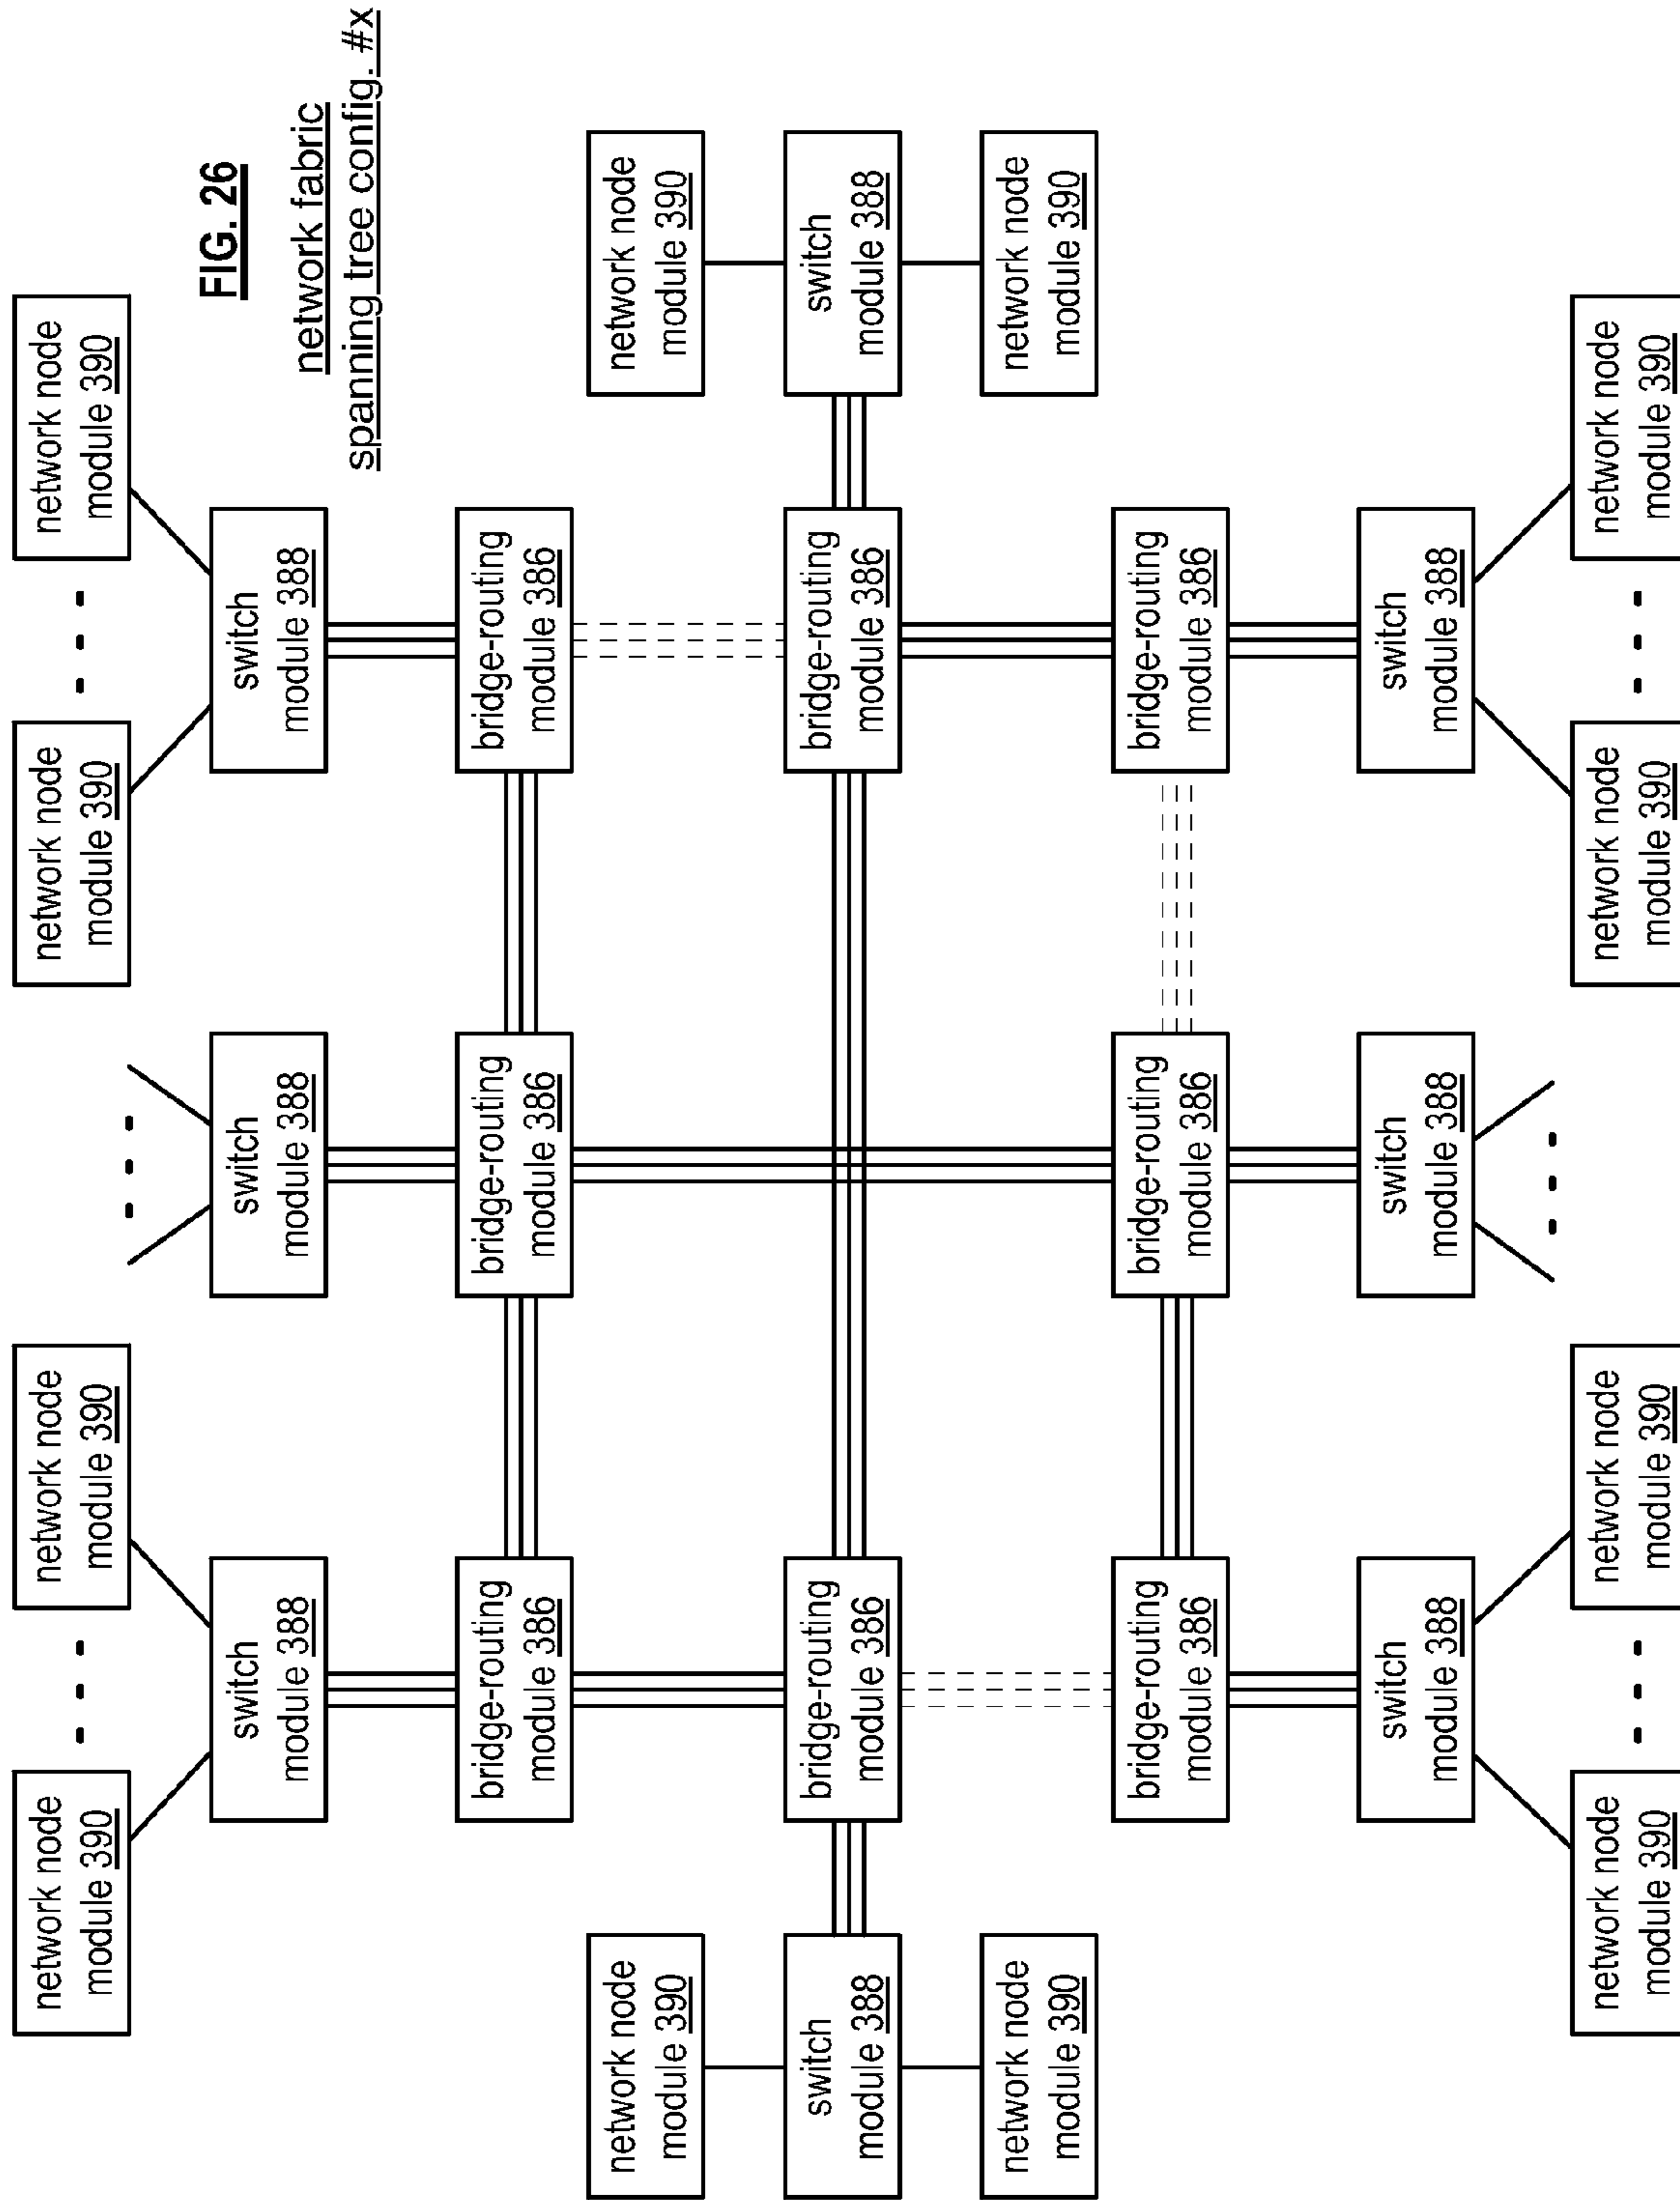 network node
module 390
network node
module 390
network node
module 390
network node
module 390
FIG. 26
network fabric
spanning tree config. #x
switch
module 388
switch
module 388
switch
module 388
bridge-routing
module 386
bridge-routing
module 386
bridge-routing
module 386
network node
module 390
network node
module 390
switch
module 388
bridge-routing
module 386
bridge-routing
module 386
switch
module 388
network node
module 390
network node
module 390
bridge-routing
module 386
bridge-routing
module 386
bridge-routing
module 386
switch
module 388
switch
module 388
switch
module 388
network node
module 390
network node
module 390
network node
module 390
network node
module 390